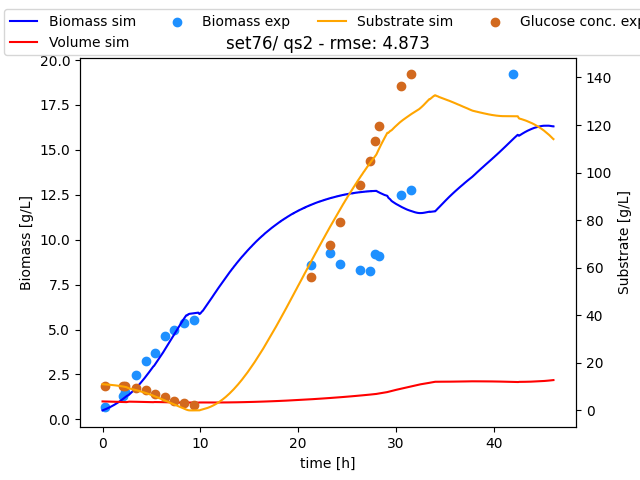 Biomass sim Biomass exp Substrate sim Glucose conc. exp
Volume sim
set76/ qs2 - rmse: 4.873
20.0
17.5
15.0
12.5
10.0
7.5
5.0
2.5
0.0
Biomass [g/L]
140
120
100
80
60
40
20
0
Substrate [g/L]
0 10 20 30 40
time [h]